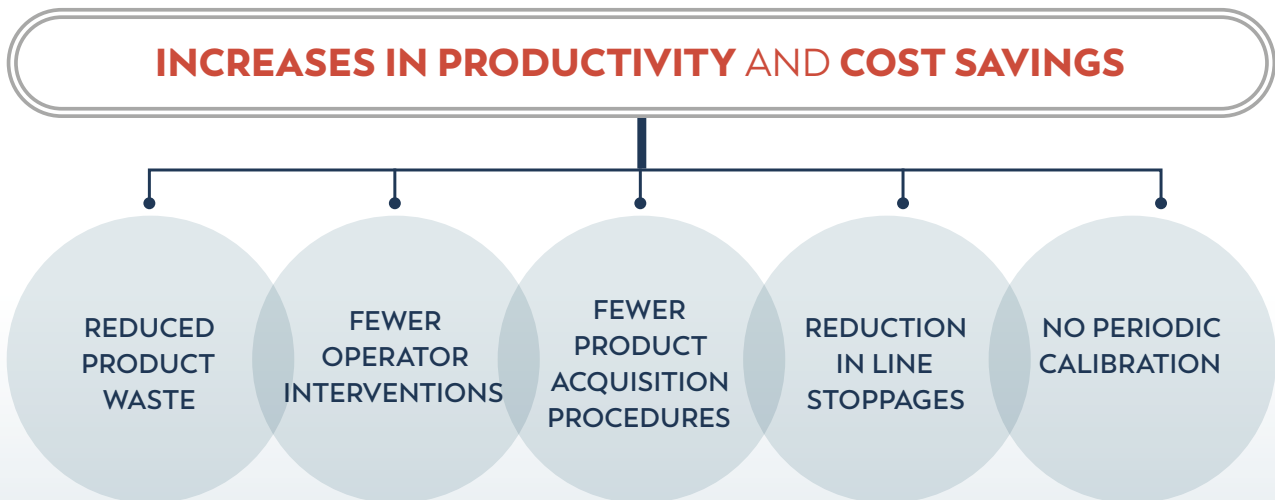 INCREASES IN PRODUCTIVITY AND COST SAVINGS
REDUCED
PRODUCT
WASTE
FEWER
OPERATOR
INTERVENTIONS
FEWER
PRODUCT
ACQUISITION
PROCEDURES
REDUCTION
IN LINE
STOPPAGES
NO PERIODIC
CALIBRATION